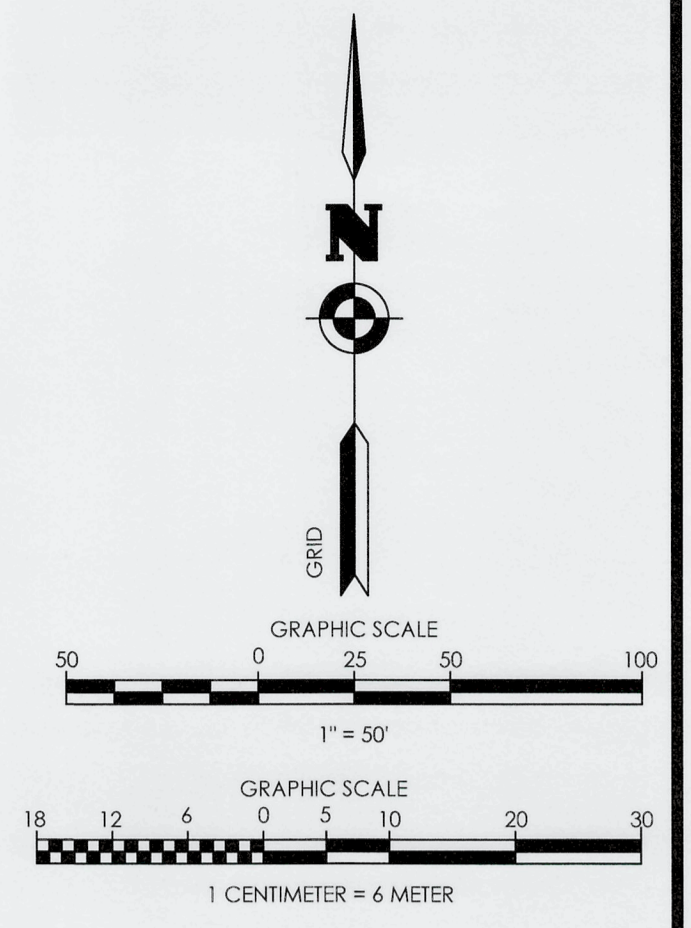 N
GRID
GRAPHIC SCALE
50 0 25 50 100
1" = 50'
GRAPHIC SCALE
18 12 6 0 5 10 20 30
1 CENTIMETER = 6 METER